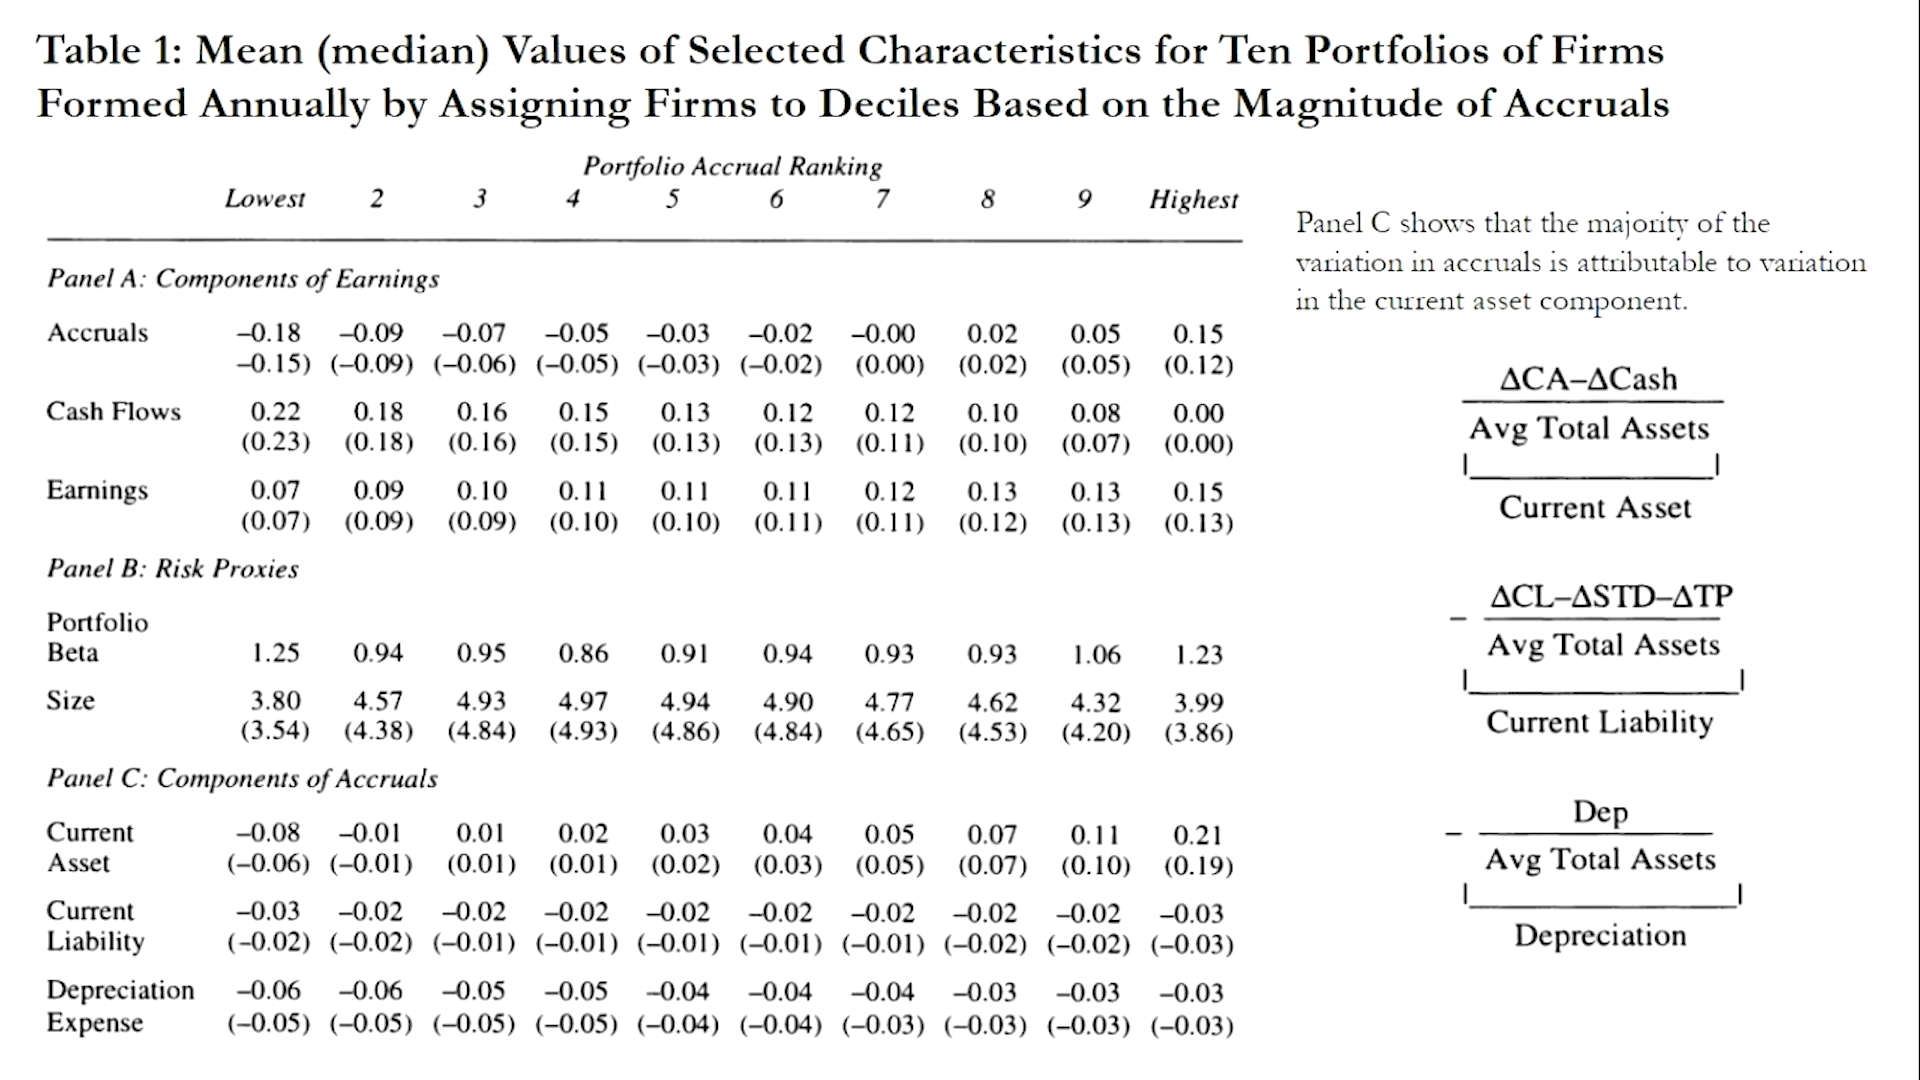 Table 1: Mean (median) Values of Selected Characteristics for Ten Portfolios of Firms
Formed Annually by Assigning Firms to Deciles Based on the Magnitude of Accruals
Portfolio Accrual Ranking
Lowest 2 3 4 5 6 7 8 9 Highest
Panel A: Components of Earnings
Accruals –0.18 –0.09 –0.07 –0.05 –0.03 –0.02 –0.00 0.02 0.05 0.15
–0.15) (–0.09) (–0.06) (–0.05) (–0.03) (–0.02) (0.00) (0.02) (0.05) (0.12)
Cash Flows 0.22 0.18 0.16 0.15 0.13 0.12 0.12 0.10 0.08 0.00
(0.23) (0.18) (0.16) (0.15) (0.13) (0.13) (0.11) (0.10) (0.07) (0.00)
Earnings 0.07 0.09 0.10 0.11 0.11 0.11 0.12 0.13 0.13 0.15
(0.07) (0.09) (0.09) (0.10) (0.10) (0.11) (0.11) (0.12) (0.13) (0.13)
Panel B: Risk Proxies
Portfolio
Beta 1.25 0.94 0.95 0.86 0.91 0.94 0.93 0.93 1.06 1.23
Size 3.80 4.57 4.93 4.97 4.94 4.90 4.77 4.62 4.32 3.99
(3.54) (4.38) (4.84) (4.93) (4.86) (4.84) (4.65) (4.53) (4.20) (3.86)
Panel C: Components of Accruals
Current –0.08 –0.01 0.01 0.02 0.03 0.04 0.05 0.07 0.11 0.21
Asset (–0.06) (–0.01) (0.01) (0.01) (0.02) (0.03) (0.05) (0.07) (0.10) (0.19)
Current –0.03 –0.02 –0.02 –0.02 –0.02 –0.02 –0.02 –0.02 –0.02 –0.03
Liability (–0.02) (–0.02) (–0.01) (–0.01) (–0.01) (–0.01) (–0.01) (–0.02) (–0.02) (–0.03)
Depreciation –0.06 –0.06 –0.05 –0.05 –0.04 –0.04 –0.04 –0.03 –0.03 –0.03
Expense (–0.05) (–0.05) (–0.05) (–0.05) (–0.04) (–0.04) (–0.03) (–0.03) (–0.03) (–0.03)
Panel C shows that the majority of the
variation in accruals is attributable to variation
in the current asset component.
ΔCA–ΔCash
Avg Total Assets
Current Asset
– ΔCL–ΔSTD–ΔTP
Avg Total Assets
Current Liability
– Dep
Avg Total Assets
Depreciation